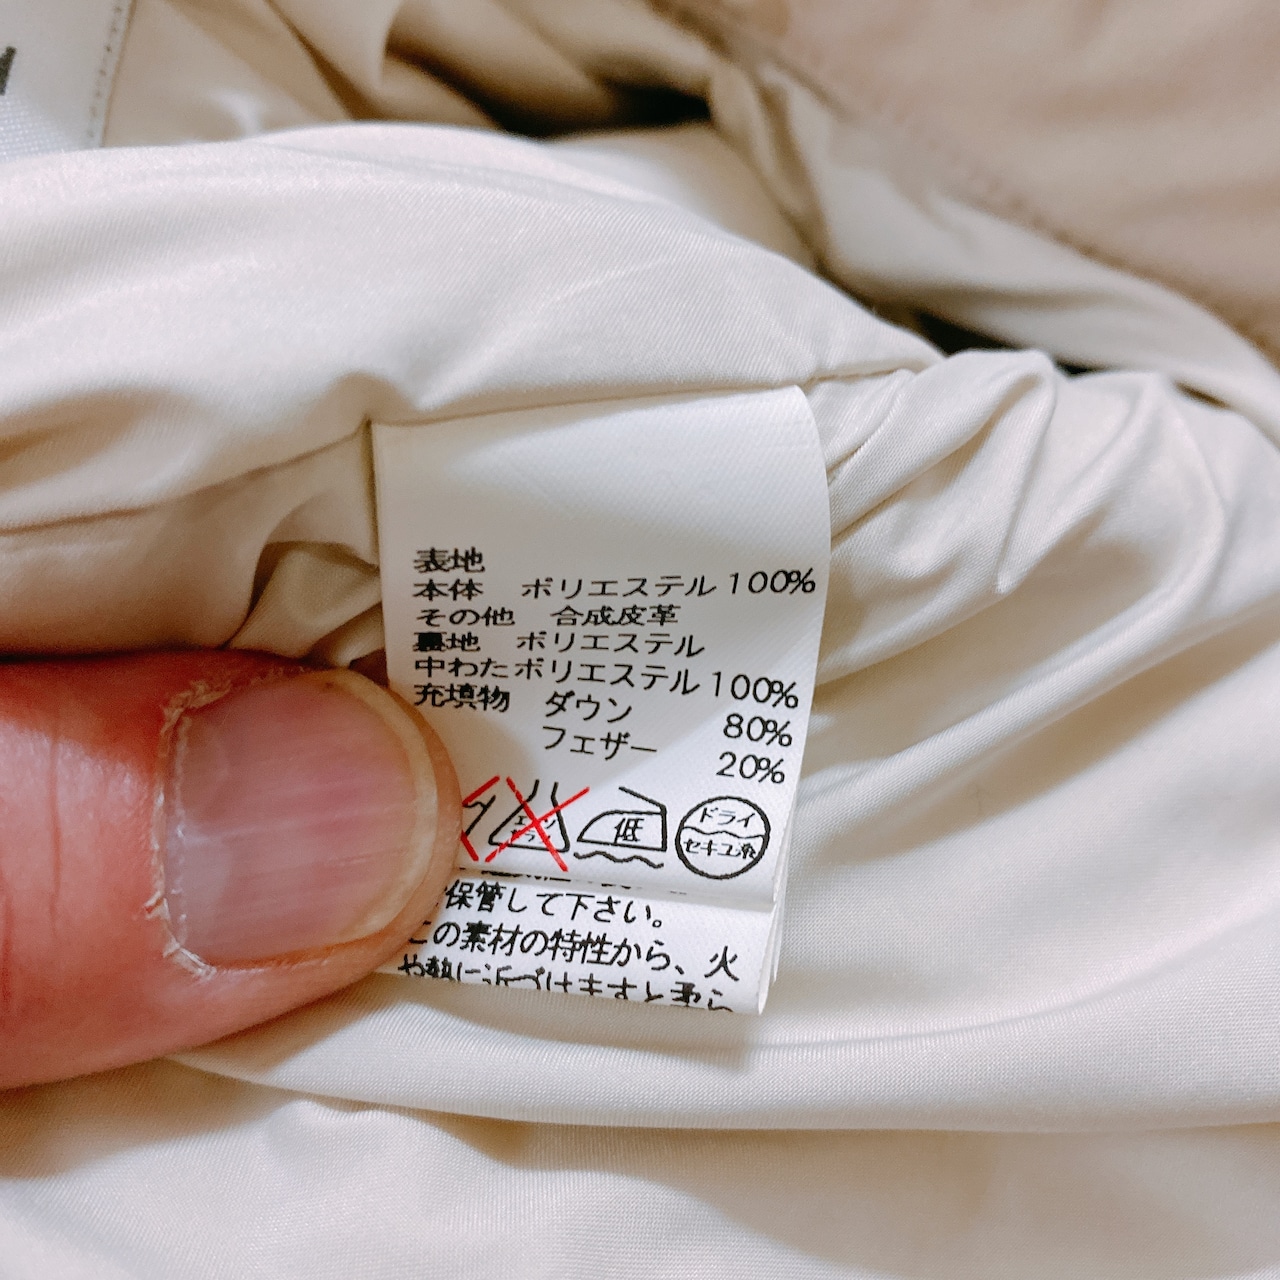 表地
本体 ポリエステル 100%
その他 合成皮革
裏地 ポリエステル
中わた ポリエステル 100%
充填物 ダウン 80%
フェザー 20%
低
ドライ
セキユ系
保管して下さい。
この素材の特性から、火
や熱に近づけますと柔ら